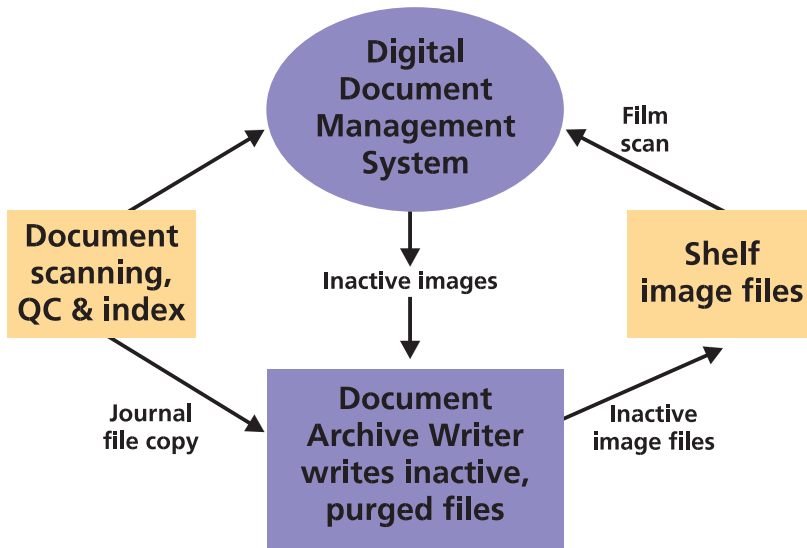 Digital
Document
Management
System
Film
scan
Document
scanning,
QC & index
Inactive images
Shelf
image files
Journal
file copy
Document
Archive Writer
writes inactive,
purged files
Inactive
image files